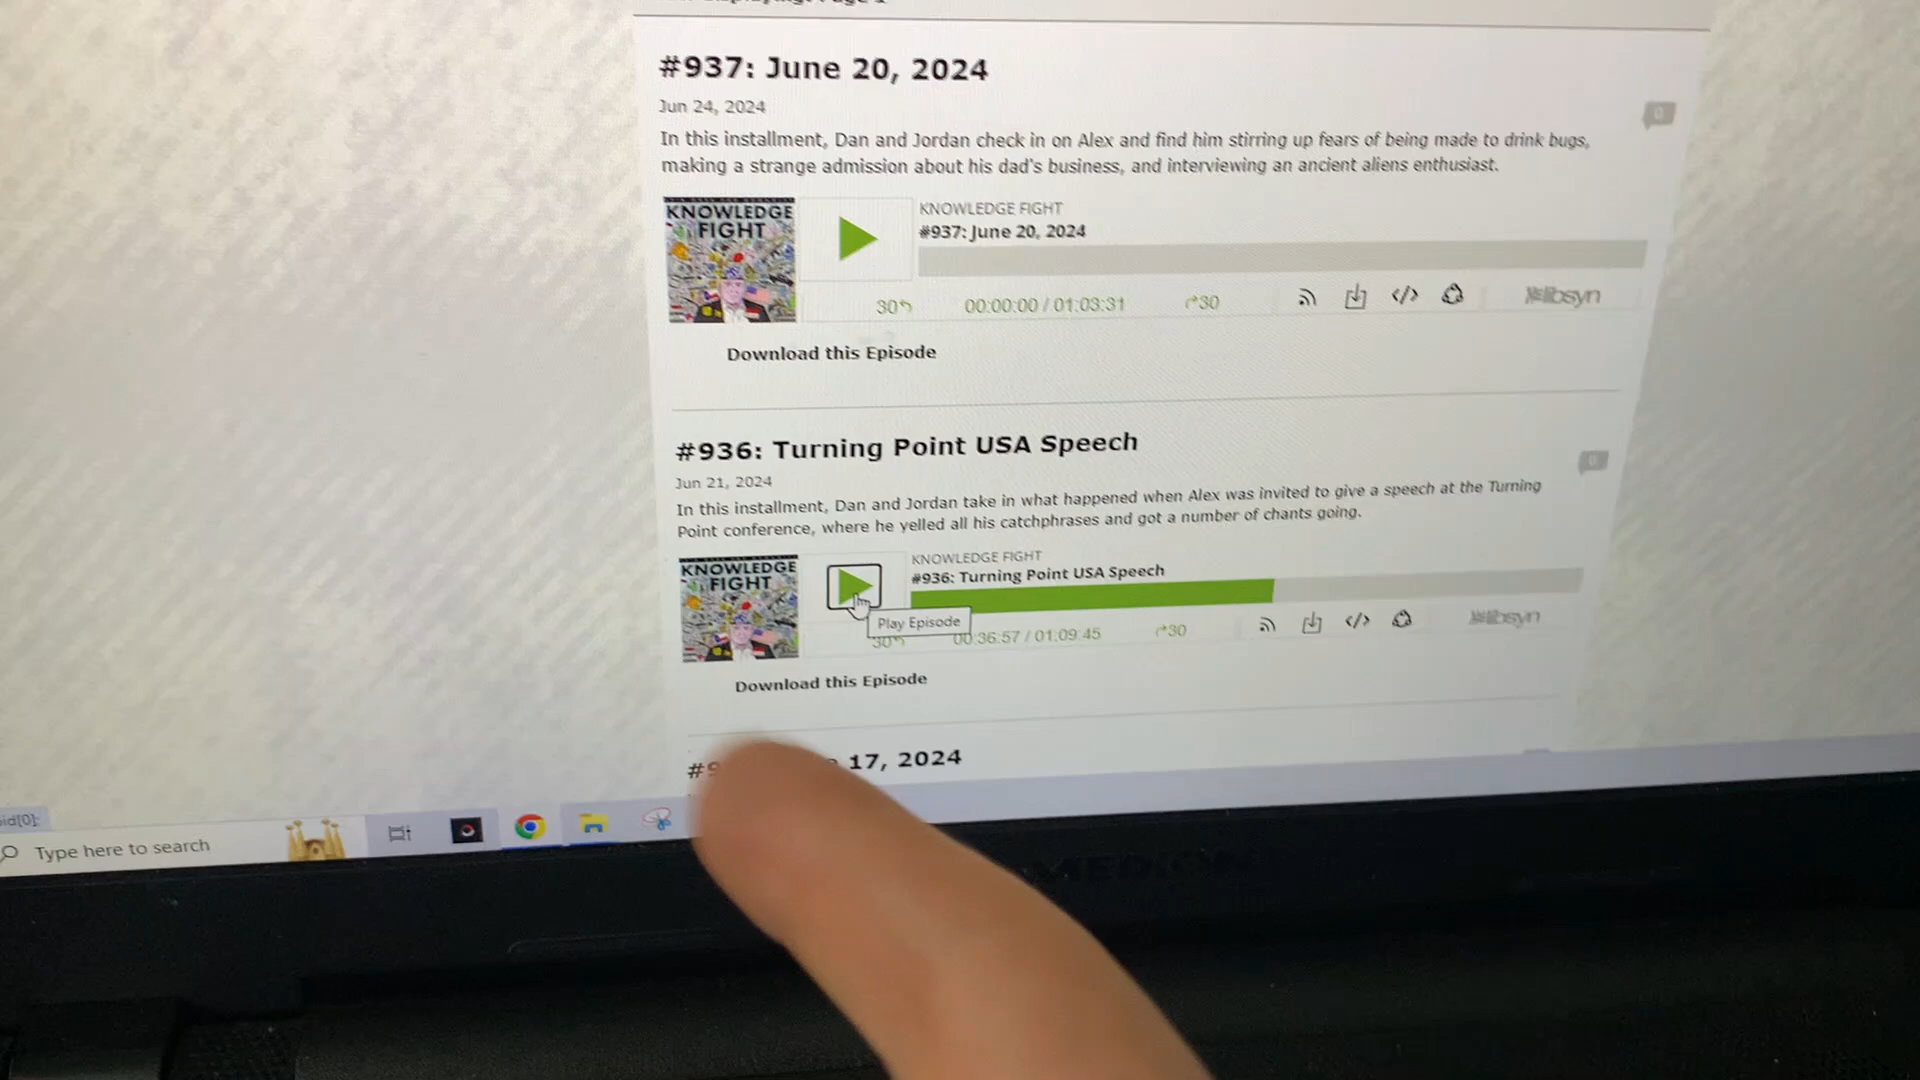 #937: June 20, 2024
Jun 24, 2024
0
In this installment, Dan and Jordan check in on Alex and find him stirring up fears of being made to drink bugs,
making a strange admission about his dad's business, and interviewing an ancient aliens enthusiast.
KNOWLEDGE
FIGHT
KNOWLEDGE FIGHT
#937: June 20, 2024
30
00:00:00 / 01:03:31
30
libsyn
Download this Episode
#936: Turning Point USA Speech
0
Jun 21, 2024
In this installment, Dan and Jordan take in what happened when Alex was invited to give a speech at the Turning
Point conference, where he yelled all his catchphrases and got a number of chants going.
KNOWLEDGE
FIGHT
KNOWLEDGE FIGHT
#936: Turning Point USA Speech
Play Episode
30
00:36:57 / 01:09:45
30
libsyn
Download this Episode
17, 2024
Type here to search
MEDION